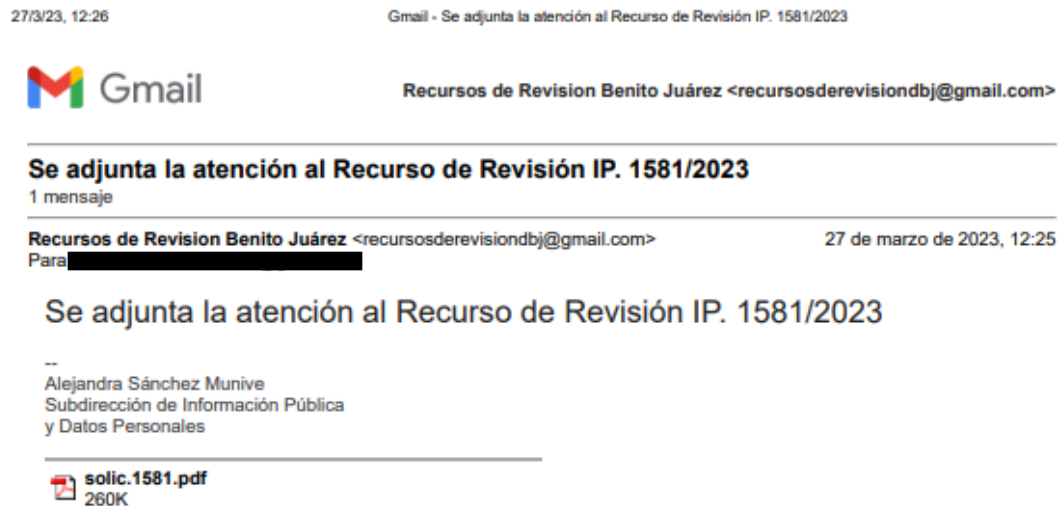 27/3/23, 12:26 Gmail - Se adjunta la atención al Recurso de Revisión IP. 1581/2023
Gmail Recursos de Revision Benito Juárez <recursosderevisiondbj@gmail.com>
Se adjunta la atención al Recurso de Revisión IP. 1581/2023
1 mensaje
Recursos de Revision Benito Juárez <recursosderevisiondbj@gmail.com> 27 de marzo de 2023, 12:25
Para
Se adjunta la atención al Recurso de Revisión IP. 1581/2023
--
Alejandra Sánchez Munive
Subdirección de Información Pública
y Datos Personales
solic.1581.pdf
260K